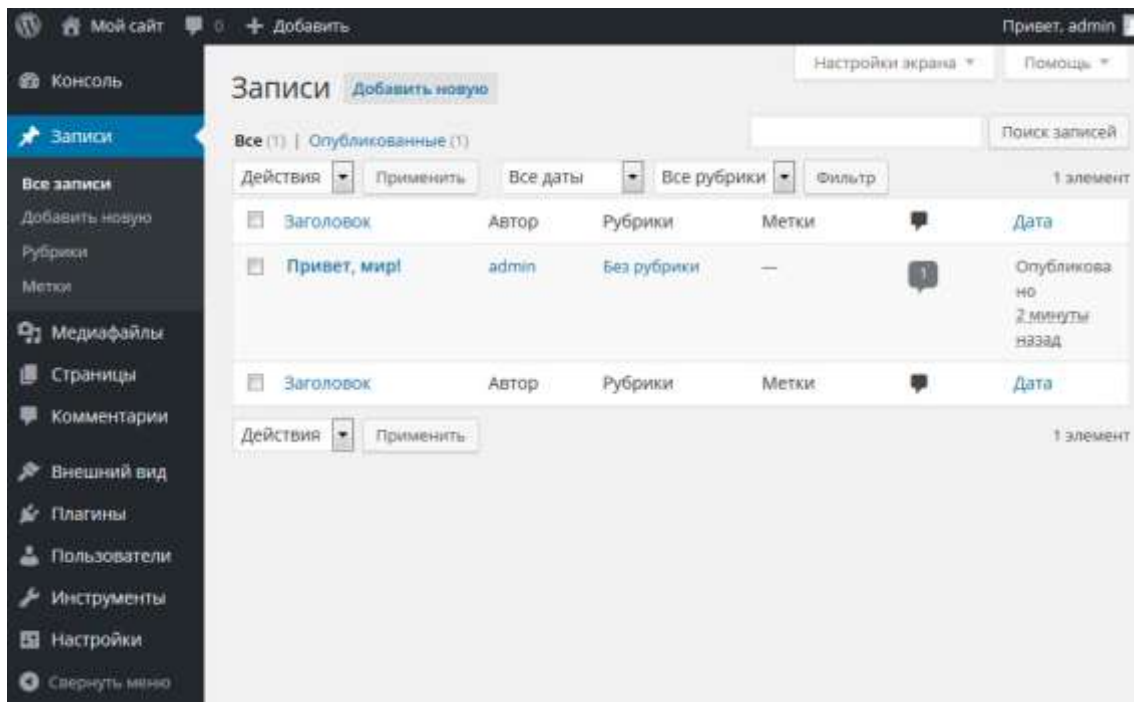 Мой сайт 0 Добавить Привет, admin
Консоль
Записи
Все записи
Добавить новую
Рубрики
Метки
Медиафайлы
Страницы
Комментарии
Внешний вид
Плагины
Пользователи
Инструменты
Настройки
Свернуть меню
Настройки экрана Помощь
Записи Добавить новую
Все (1) | Опубликованные (1) Поиск записей
Действия Применить Все даты Все рубрики Фильтр 1 элемент
Заголовок Автор Рубрики Метки Дата
Привет, мир! admin Без рубрики — 1 Опубликова
но
2 минуты
назад
Заголовок Автор Рубрики Метки Дата
Действия Применить 1 элемент